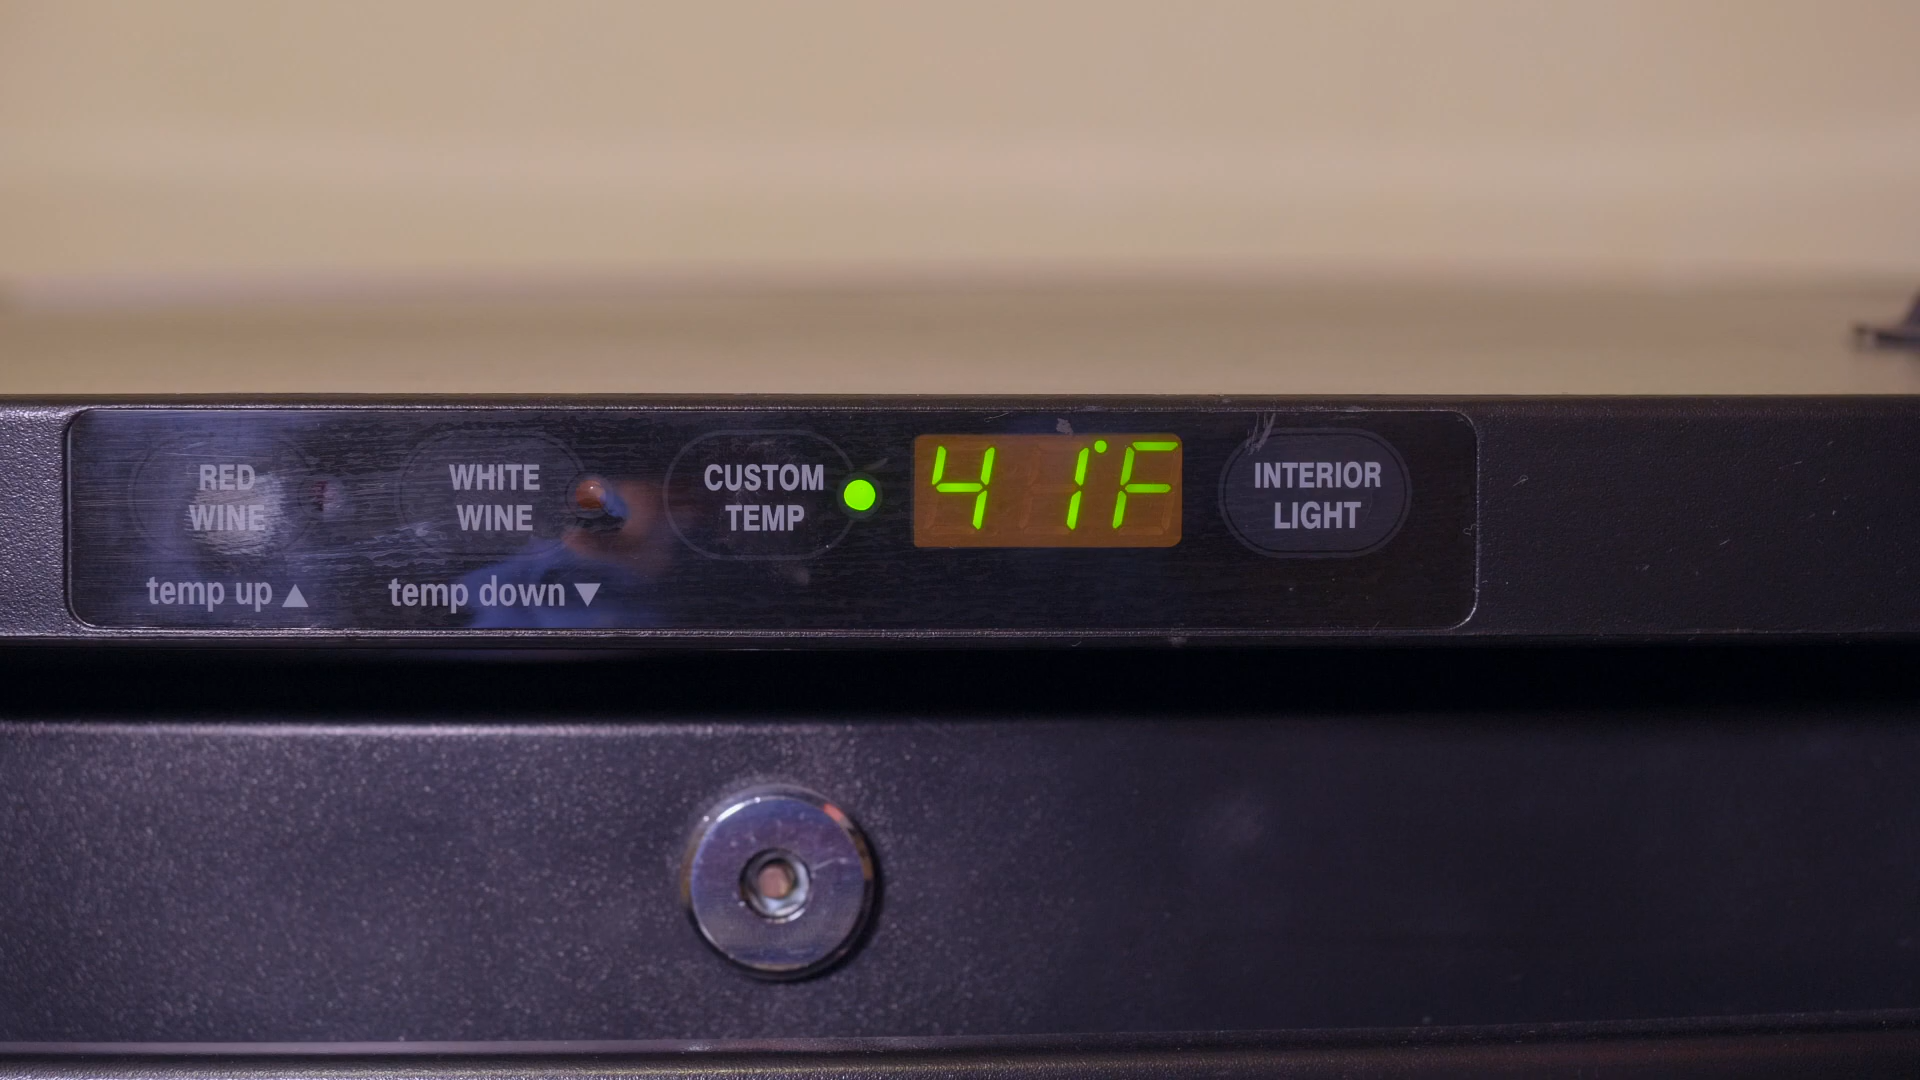 RED
WINE
WHITE
WINE
CUSTOM
TEMP
41°F
INTERIOR
LIGHT
temp up ▲
temp down ▼